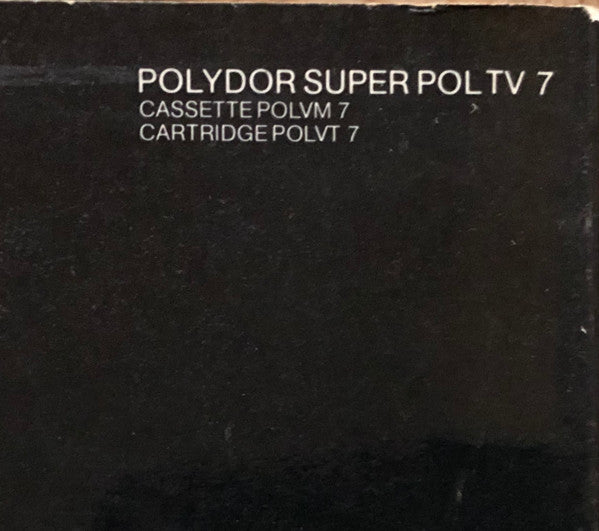 POLYDOR SUPER POLTV 7
CASSETTE POLVM 7
CARTRIDGE POLVT 7